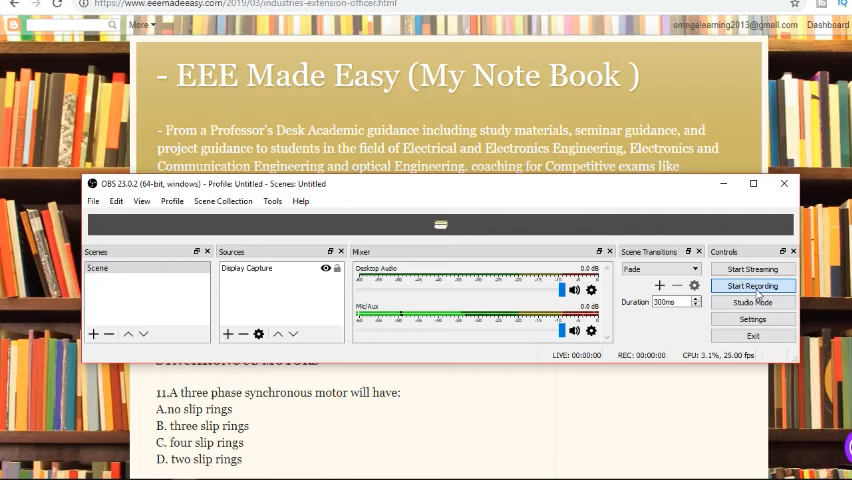 https://www.eeemadeeasy.com/2019/03/industries-extension-officer.html
More omegalearning2013@gmail.com Dashboard
- EEE Made Easy (My Note Book )
- From a Professor's Desk Academic guidance including study materials, seminar guidance, and
project guidance to students in the field of Electrical and Electronics Engineering, Electronics and
Communication Engineering and optical Engineering. coaching for Competitive exams like
OBS 23.0.2 (64-bit, windows) - Profile: Untitled - Scenes: Untitled
File Edit View Profile Scene Collection Tools Help
Scenes Sources Mixer Scene Transitions Controls
Scene
Display Capture
Desktop Audio 0.0 dB
Mic/Aux 0.0 dB
Fade
Duration 300ms
Start Streaming
Start Recording
Studio Mode
Settings
Exit
LIVE: 00:00:00 REC: 00:00:00 CPU: 3.1%, 25.00 fps
SYNCHRONOUS MOTORS
11.A three phase synchronous motor will have:
A.no slip rings
B. three slip rings
C. four slip rings
D. two slip rings